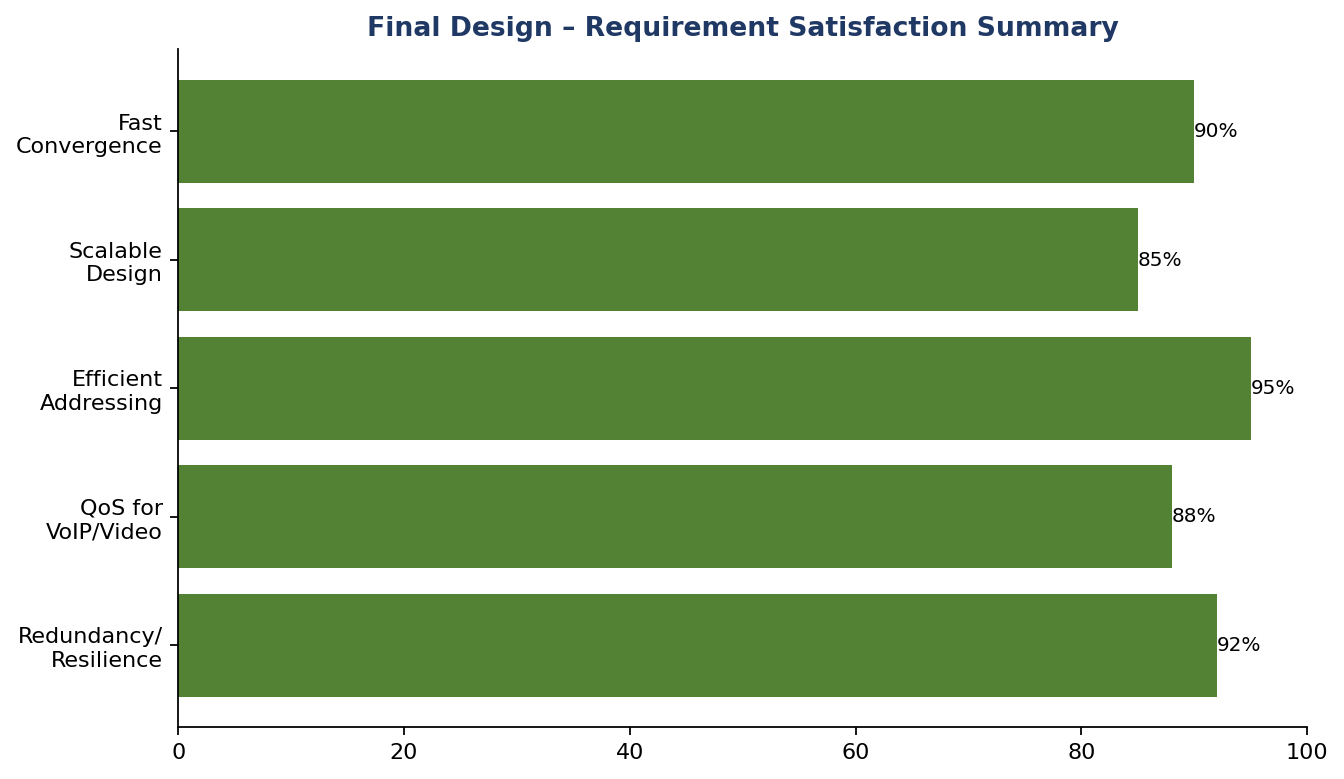 Final Design – Requirement Satisfaction Summary
Fast
Convergence
90%
Scalable
Design
85%
Efficient
Addressing
95%
QoS for
VoIP/Video
88%
Redundancy/
Resilience
92%
0 20 40 60 80 100